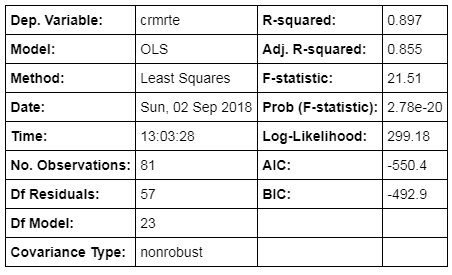 Dep. Variable: crmrte R-squared: 0.897
Model: OLS Adj. R-squared: 0.855
Method: Least Squares F-statistic: 21.51
Date: Sun, 02 Sep 2018 Prob (F-statistic): 2.78e-20
Time: 13:03:28 Log-Likelihood: 299.18
No. Observations: 81 AIC: -550.4
Df Residuals: 57 BIC: -492.9
Df Model: 23
Covariance Type: nonrobust